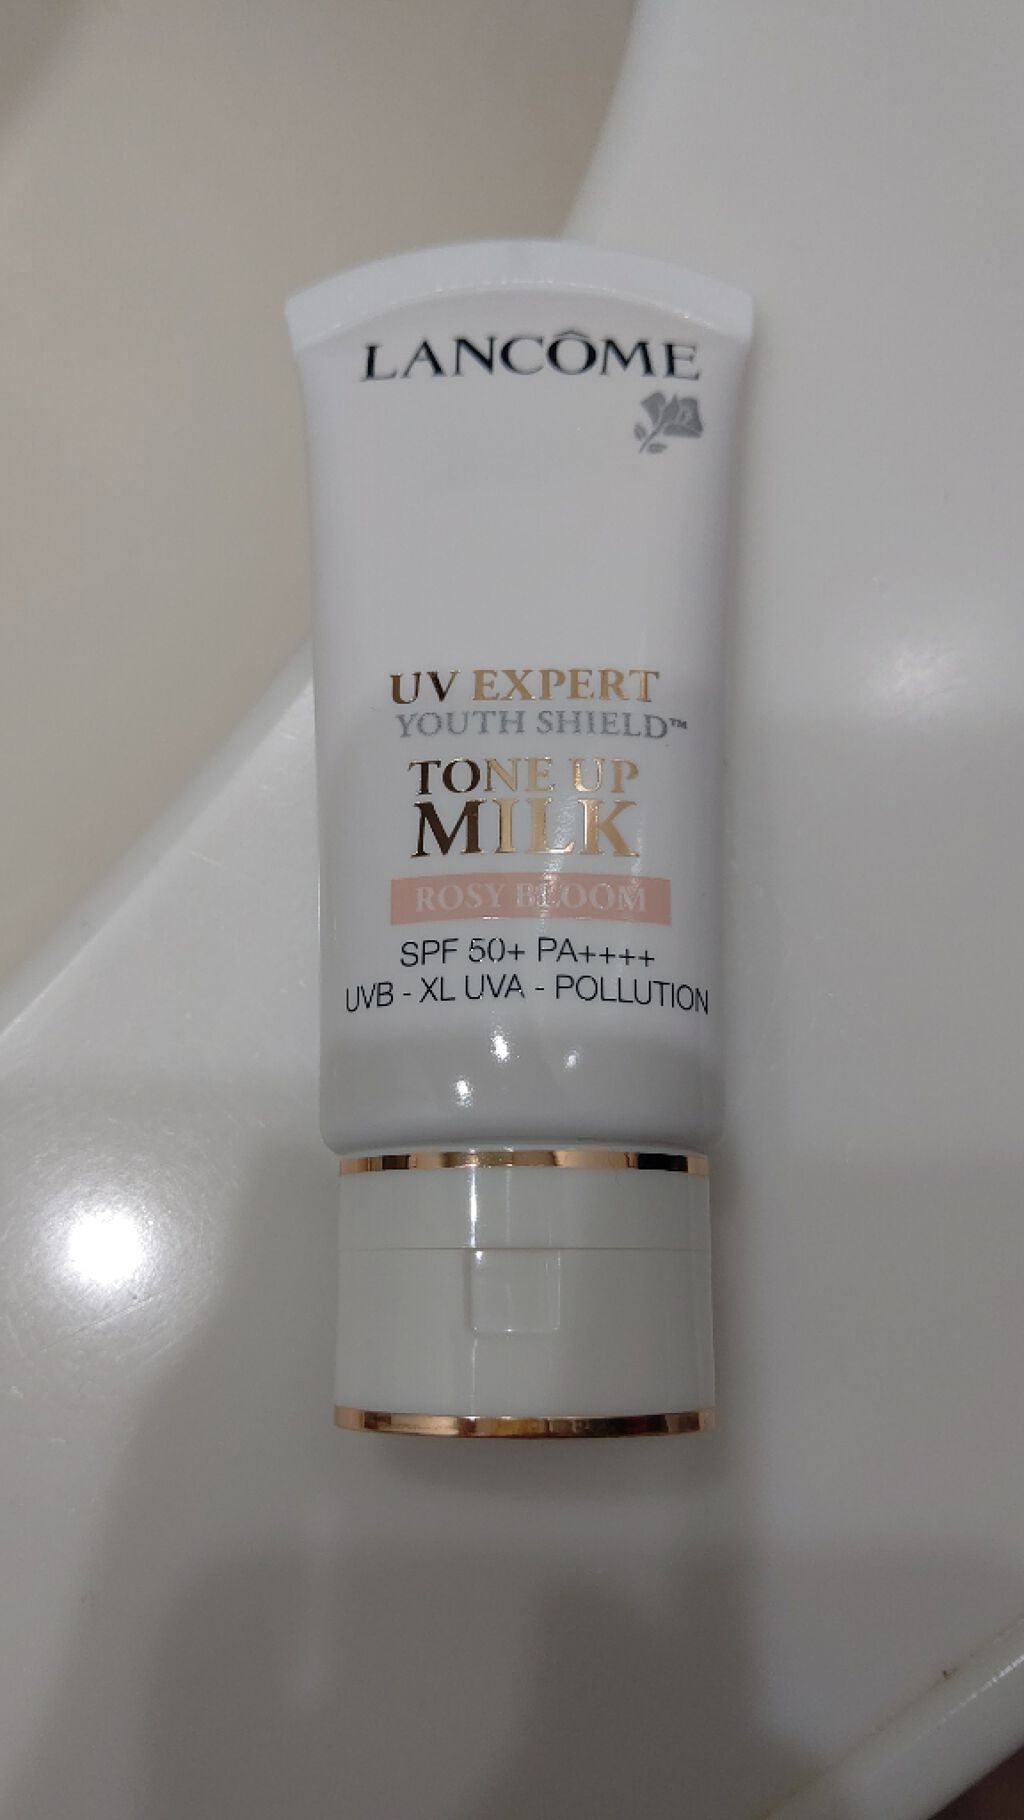 LANCÔME
UV EXPERT
YOUTH SHIELD™
TONE UP
MILK
ROSY BLOOM
SPF 50+ PA++++
UVB - XL UVA - POLLUTION